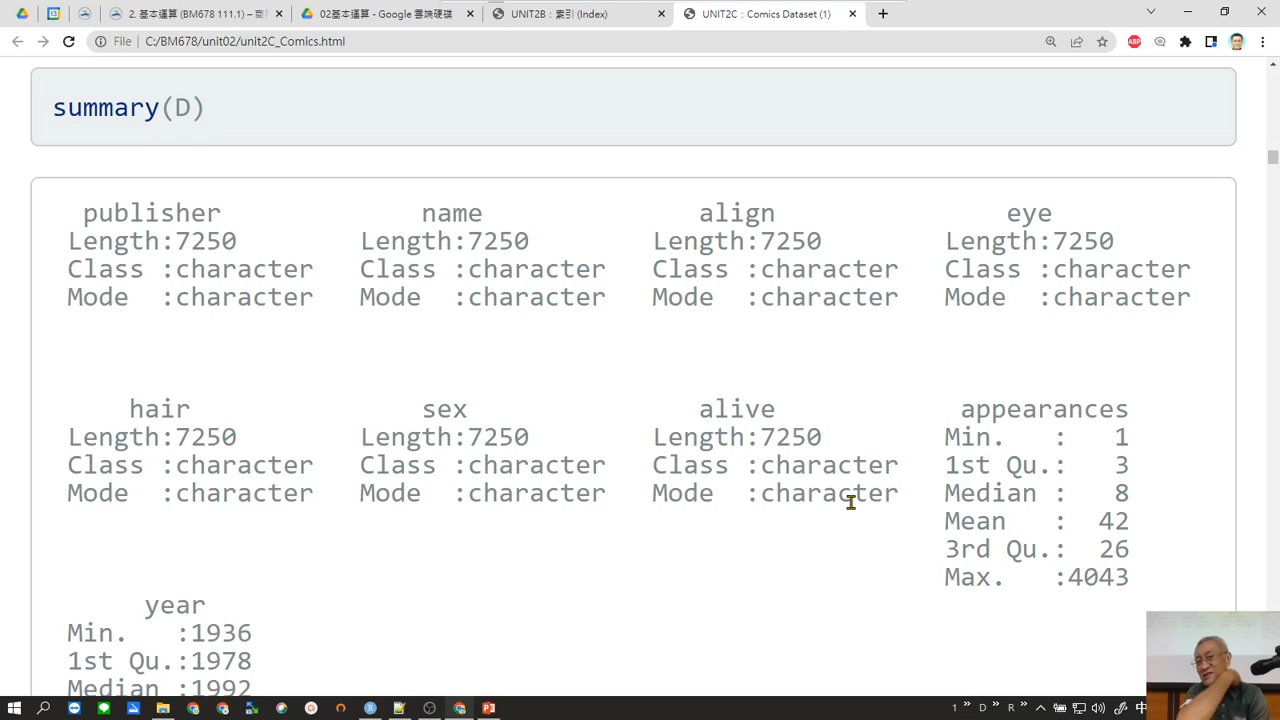 2. 基本運算 (BM678 111.1) – 商
02基本運算 - Google 雲端硬碟
UNIT2B：索引 (Index)
UNIT2C：Comics Dataset (1)
File
C:/BM678/unit02/unit2C_Comics.html
ABP
summary(D)
publisher name align eye
Length:7250 Length:7250 Length:7250 Length:7250
Class :character Class :character Class :character Class :character
Mode :character Mode :character Mode :character Mode :character
hair sex alive appearances
Length:7250 Length:7250 Length:7250 Min. : 1
Class :character Class :character Class :character 1st Qu.: 3
Mode :character Mode :character Mode :character Median : 8
Mean : 42
3rd Qu.: 26
Max. :4043
year
Min. :1936
1st Qu.:1978
Median :1992
1 » D » R » 中